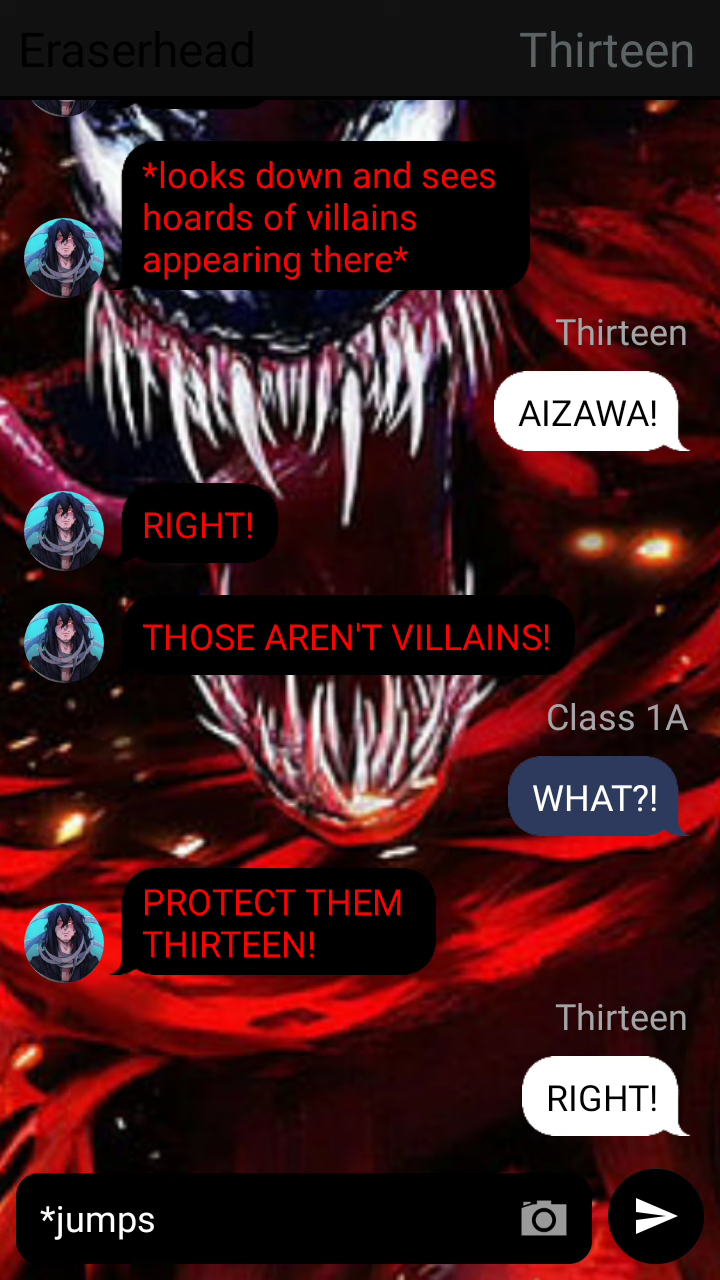 Eraserhead
Thirteen
*looks down and sees
hoards of villains
appearing there*
Thirteen
AIZAWA!
RIGHT!
THOSE AREN'T VILLAINS!
Class 1A
WHAT?!
PROTECT THEM
THIRTEEN!
Thirteen
RIGHT!
*jumps